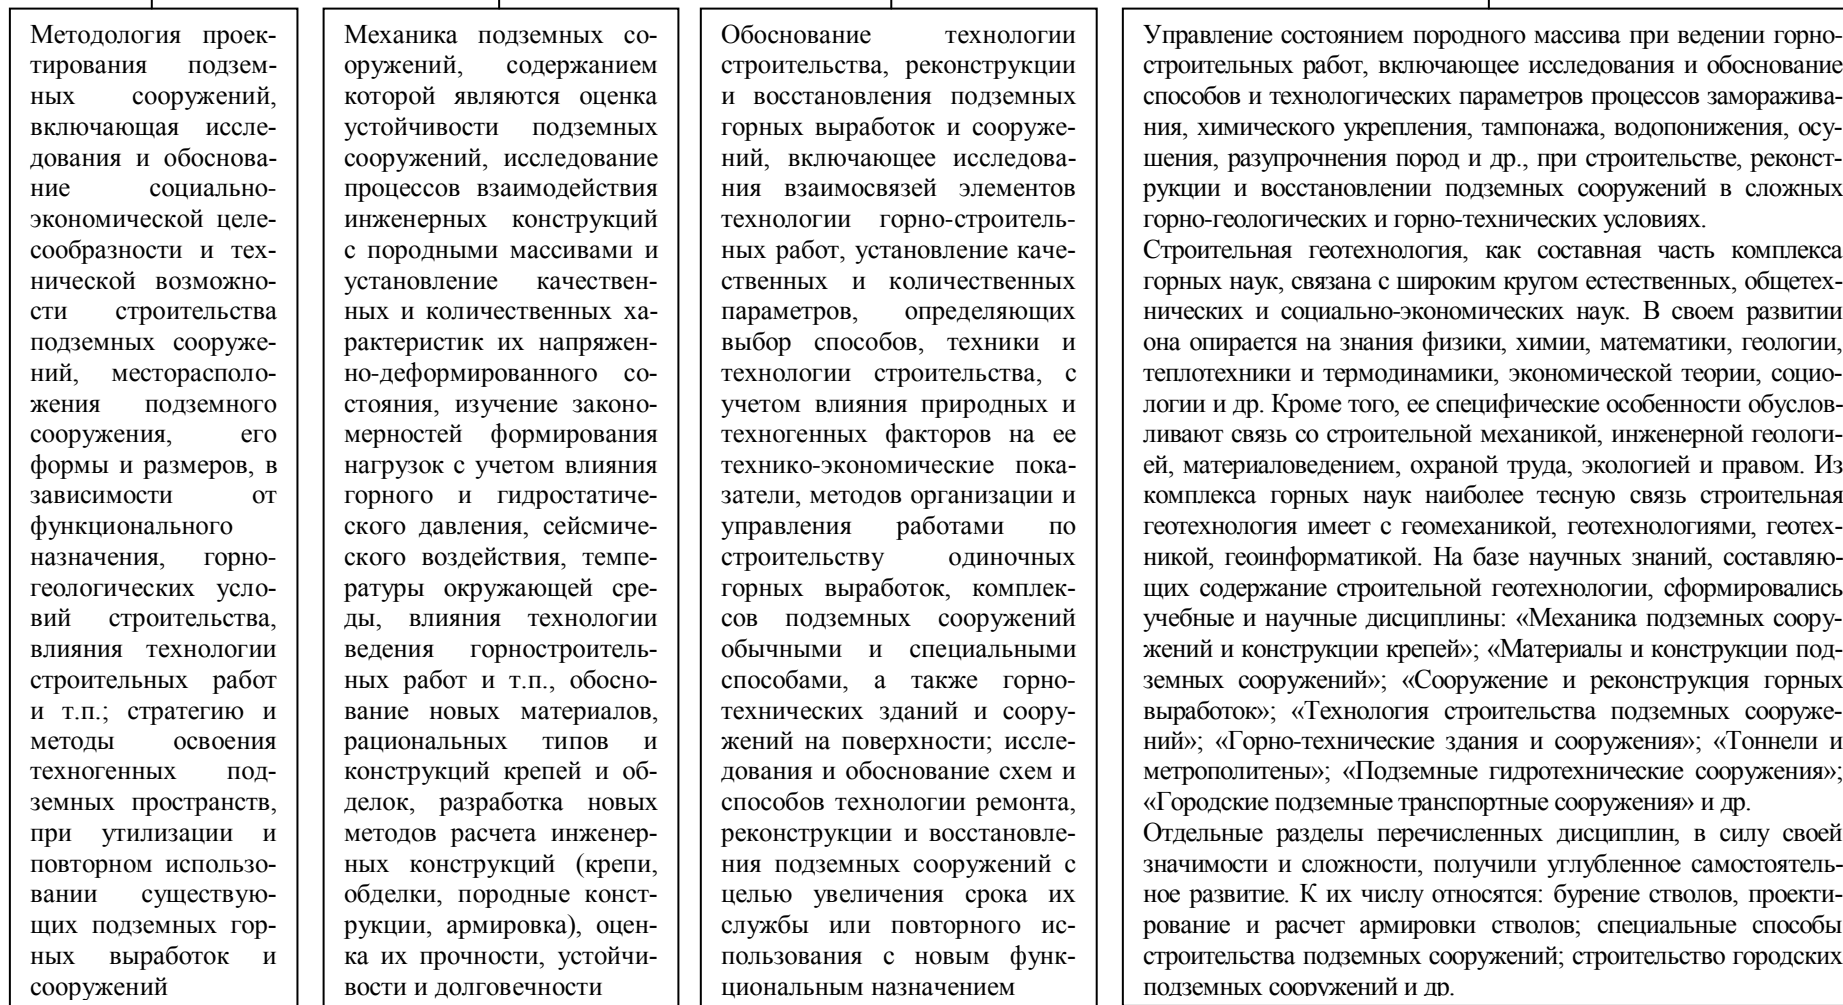 Методология проек-
тирования подзем-
ных сооружений,
включающая иссле-
дования и обоснова-
ние социально-
экономической целе-
сообразности и тех-
нической возможно-
сти строительства
подземных сооруже-
ний, месторасполо-
жения подземного
сооружения, его
формы и размеров, в
зависимости от
функционального
назначения, горно-
геологических усло-
вий строительства,
влияния технологии
строительных работ
и т.п.; стратегию и
методы освоения
техногенных под-
земных пространств,
при утилизации и
повторном использо-
вании существую-
щих подземных гор-
ных выработок и
сооружений
Механика подземных со-
оружений, содержанием
которой являются оценка
устойчивости подземных
сооружений, исследование
процессов взаимодействия
инженерных конструкций
с породными массивами и
установление качествен-
ных и количественных ха-
рактеристик их напряжен-
но-деформированного со-
стояния, изучение законо-
мерностей формирования
нагрузок с учетом влияния
горного и гидростатиче-
ского давления, сейсмиче-
ского воздействия, темпе-
ратуры окружающей сре-
ды, влияния технологии
ведения горностроитель-
ных работ и т.п., обосно-
вание новых материалов,
рациональных типов и
конструкций крепей и об-
делок, разработка новых
методов расчета инженер-
ных конструкций (крепи,
обделки, породные конст-
рукции, армировка), оцен-
ка их прочности, устойчи-
вости и долговечности
Обоснование технологии
строительства, реконструкции
и восстановления подземных
горных выработок и сооруже-
ний, включающее исследова-
ния взаимосвязей элементов
технологии горно-строитель-
ных работ, установление каче-
ственных и количественных
параметров, определяющих
выбор способов, техники и
технологии строительства, с
учетом влияния природных и
техногенных факторов на ее
технико-экономические пока-
затели, методов организации и
управления работами по
строительству одиночных
горных выработок, комплек-
сов подземных сооружений
обычными и специальными
способами, а также горно-
технических зданий и соору-
жений на поверхности; иссле-
дования и обоснование схем и
способов технологии ремонта,
реконструкции и восстановле-
ния подземных сооружений с
целью увеличения срока их
службы или повторного ис-
пользования с новым функ-
циональным назначением
Управление состоянием породного массива при ведении горно-
строительных работ, включающее исследования и обоснование
способов и технологических параметров процессов заморажива-
ния, химического укрепления, тампонажа, водопонижения, осу-
шения, разупрочнения пород и др., при строительстве, реконст-
рукции и восстановлении подземных сооружений в сложных
горно-геологических и горно-технических условиях.
Строительная геотехнология, как составная часть комплекса
горных наук, связана с широким кругом естественных, общетех-
нических и социально-экономических наук. В своем развитии
она опирается на знания физики, химии, математики, геологии,
теплотехники и термодинамики, экономической теории, социо-
логии и др. Кроме того, ее специфические особенности обуслов-
ливают связь со строительной механикой, инженерной геологи-
ей, материаловедением, охраной труда, экологией и правом. Из
комплекса горных наук наиболее тесную связь строительная
геотехнология имеет с геомеханикой, геотехнологиями, геотех-
никой, геоинформатикой. На базе научных знаний, составляю-
щих содержание строительной геотехнологии, сформировались
учебные и научные дисциплины: «Механика подземных соору-
жений и конструкции крепей»; «Материалы и конструкции под-
земных сооружений»; «Сооружение и реконструкция горных
выработок»; «Технология строительства подземных сооруже-
ний»; «Горно-технические здания и сооружения»; «Тоннели и
метрополитены»; «Подземные гидротехнические сооружения»;
«Городские подземные транспортные сооружения» и др.
Отдельные разделы перечисленных дисциплин, в силу своей
значимости и сложности, получили углубленное самостоятель-
ное развитие. К их числу относятся: бурение стволов, проекти-
рование и расчет армировки стволов; специальные способы
строительства подземных сооружений; строительство городских
подземных сооружений и др.